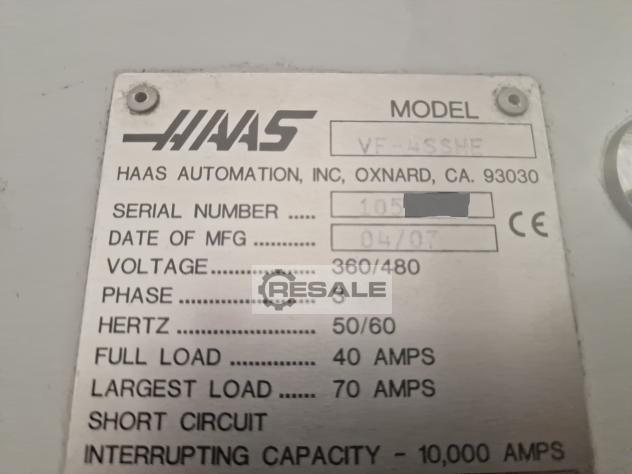 HAAS MODEL VF-4SSHE
HAAS AUTOMATION, INC, OXNARD, CA. 93030
SERIAL NUMBER ..... 105
DATE OF MFG ........... 04/07
VOLTAGE................... 360/480
PHASE ...................... 3
HERTZ ...................... 50/60
FULL LOAD .............. 40 AMPS
LARGEST LOAD ...... 70 AMPS
SHORT CIRCUIT
INTERRUPTING CAPACITY - 10,000 AMPS
CE
RESALE